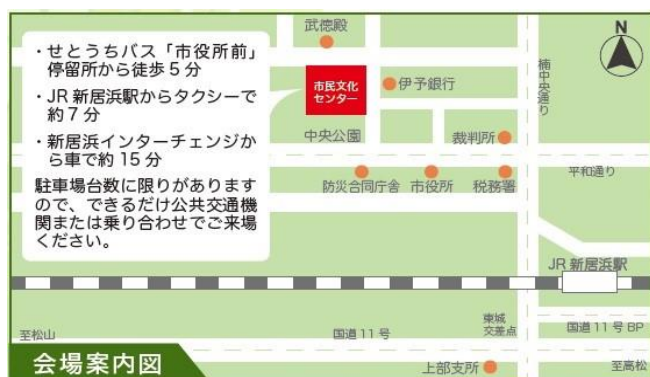 武徳殿
N
・せとうちバス「市役所前」
停留所から徒歩5分
・JR新居浜駅からタクシーで
約7分
・新居浜インターチェンジか
ら車で約15分
駐車場台数に限りがあります
ので、できるだけ公共交通機
関または乗り合わせでご来場
ください。
市民文化
センター
伊予銀行
楠中央通り
中央公園
裁判所
防災合同庁舎
市役所
税務署
平和通り
JR新居浜駅
至松山
国道11号
東城
交差点
国道11号BP
会場案内図
上部支所
至高松